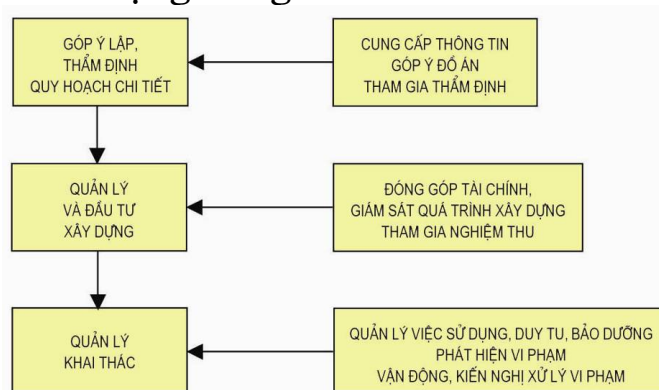 GÓP Ý LẬP,
THẨM ĐỊNH
QUY HOẠCH CHI TIẾT
CUNG CẤP THÔNG TIN
GÓP Ý ĐỒ ÁN
THAM GIA THẨM ĐỊNH
QUẢN LÝ
VÀ ĐẦU TƯ
XÂY DỰNG
ĐÓNG GÓP TÀI CHÍNH,
GIÁM SÁT QUÁ TRÌNH XÂY DỰNG
THAM GIA NGHIỆM THU
QUẢN LÝ
KHAI THÁC
QUẢN LÝ VIỆC SỬ DỤNG, DUY TU, BẢO DƯỠNG
PHÁT HIỆN VI PHẠM
VẬN ĐỘNG, KIẾN NGHỊ XỬ LÝ VI PHẠM